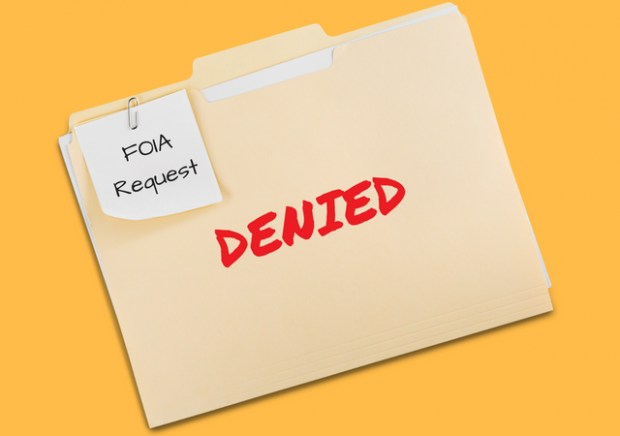 FOIA
Request
DENIED